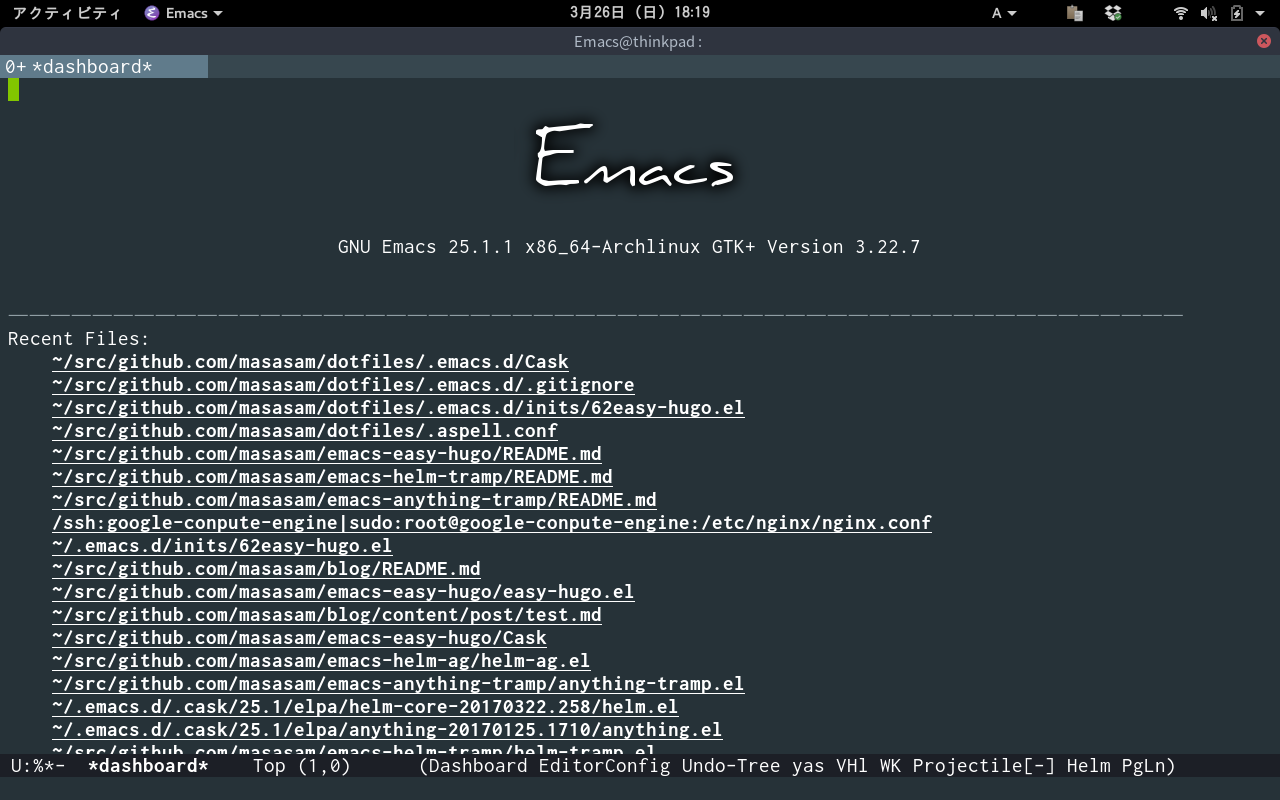 アクティビティ Emacs 3月26日 (日) 18:19 A
Emacs@thinkpad:
0+ *dashboard*
Emacs
GNU Emacs 25.1.1 x86_64-Archlinux GTK+ Version 3.22.7
Recent Files:
~/src/github.com/masasam/dotfiles/.emacs.d/Cask
~/src/github.com/masasam/dotfiles/.emacs.d/.gitignore
~/src/github.com/masasam/dotfiles/.emacs.d/inits/62easy-hugo.el
~/src/github.com/masasam/dotfiles/.aspell.conf
~/src/github.com/masasam/emacs-easy-hugo/README.md
~/src/github.com/masasam/emacs-helm-tramp/README.md
~/src/github.com/masasam/emacs-anything-tramp/README.md
/ssh:google-conpute-engine|sudo:root@google-conpute-engine:/etc/nginx/nginx.conf
~/.emacs.d/inits/62easy-hugo.el
~/src/github.com/masasam/blog/README.md
~/src/github.com/masasam/emacs-easy-hugo/easy-hugo.el
~/src/github.com/masasam/blog/content/post/test.md
~/src/github.com/masasam/emacs-easy-hugo/Cask
~/src/github.com/masasam/emacs-helm-ag/helm-ag.el
~/src/github.com/masasam/emacs-anything-tramp/anything-tramp.el
~/.emacs.d/.cask/25.1/elpa/helm-core-20170322.258/helm.el
~/.emacs.d/.cask/25.1/elpa/anything-20170125.1710/anything.el
~/src/github.com/masasam/emacs-helm-tramp/helm-tramp.el
U:%*- *dashboard* Top (1,0) (Dashboard EditorConfig Undo-Tree yas VHl WK Projectile[-] Helm PgLn)